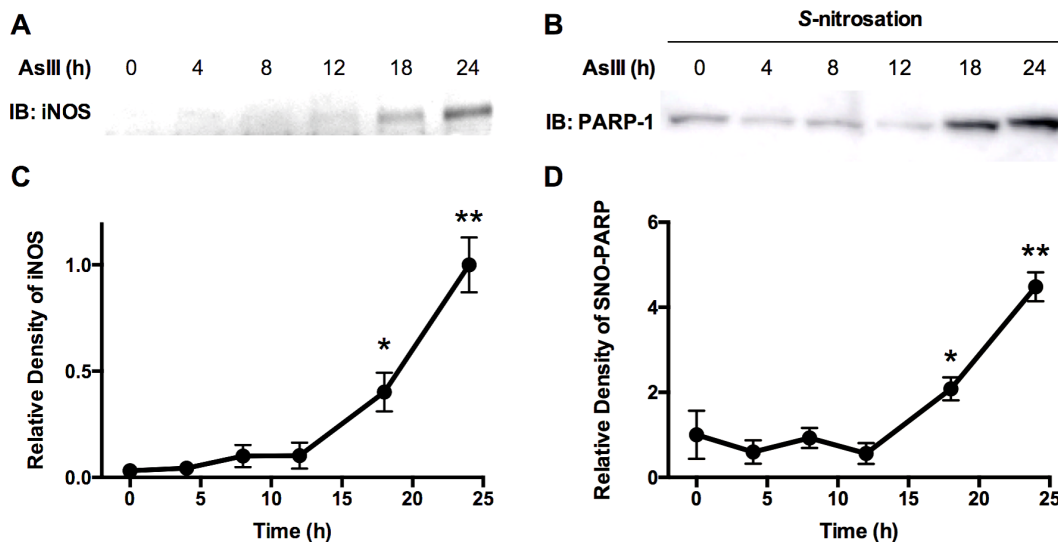 A
AsIII (h) 0 4 8 12 18 24
IB: iNOS
B
S-nitrosation
AsIII (h) 0 4 8 12 18 24
IB: PARP-1
C
Relative Density of iNOS
1.0
0.5
0.0
*
**
0 5 10 15 20 25
Time (h)
D
Relative Density of SNO-PARP
6
4
2
0
*
**
0 5 10 15 20 25
Time (h)